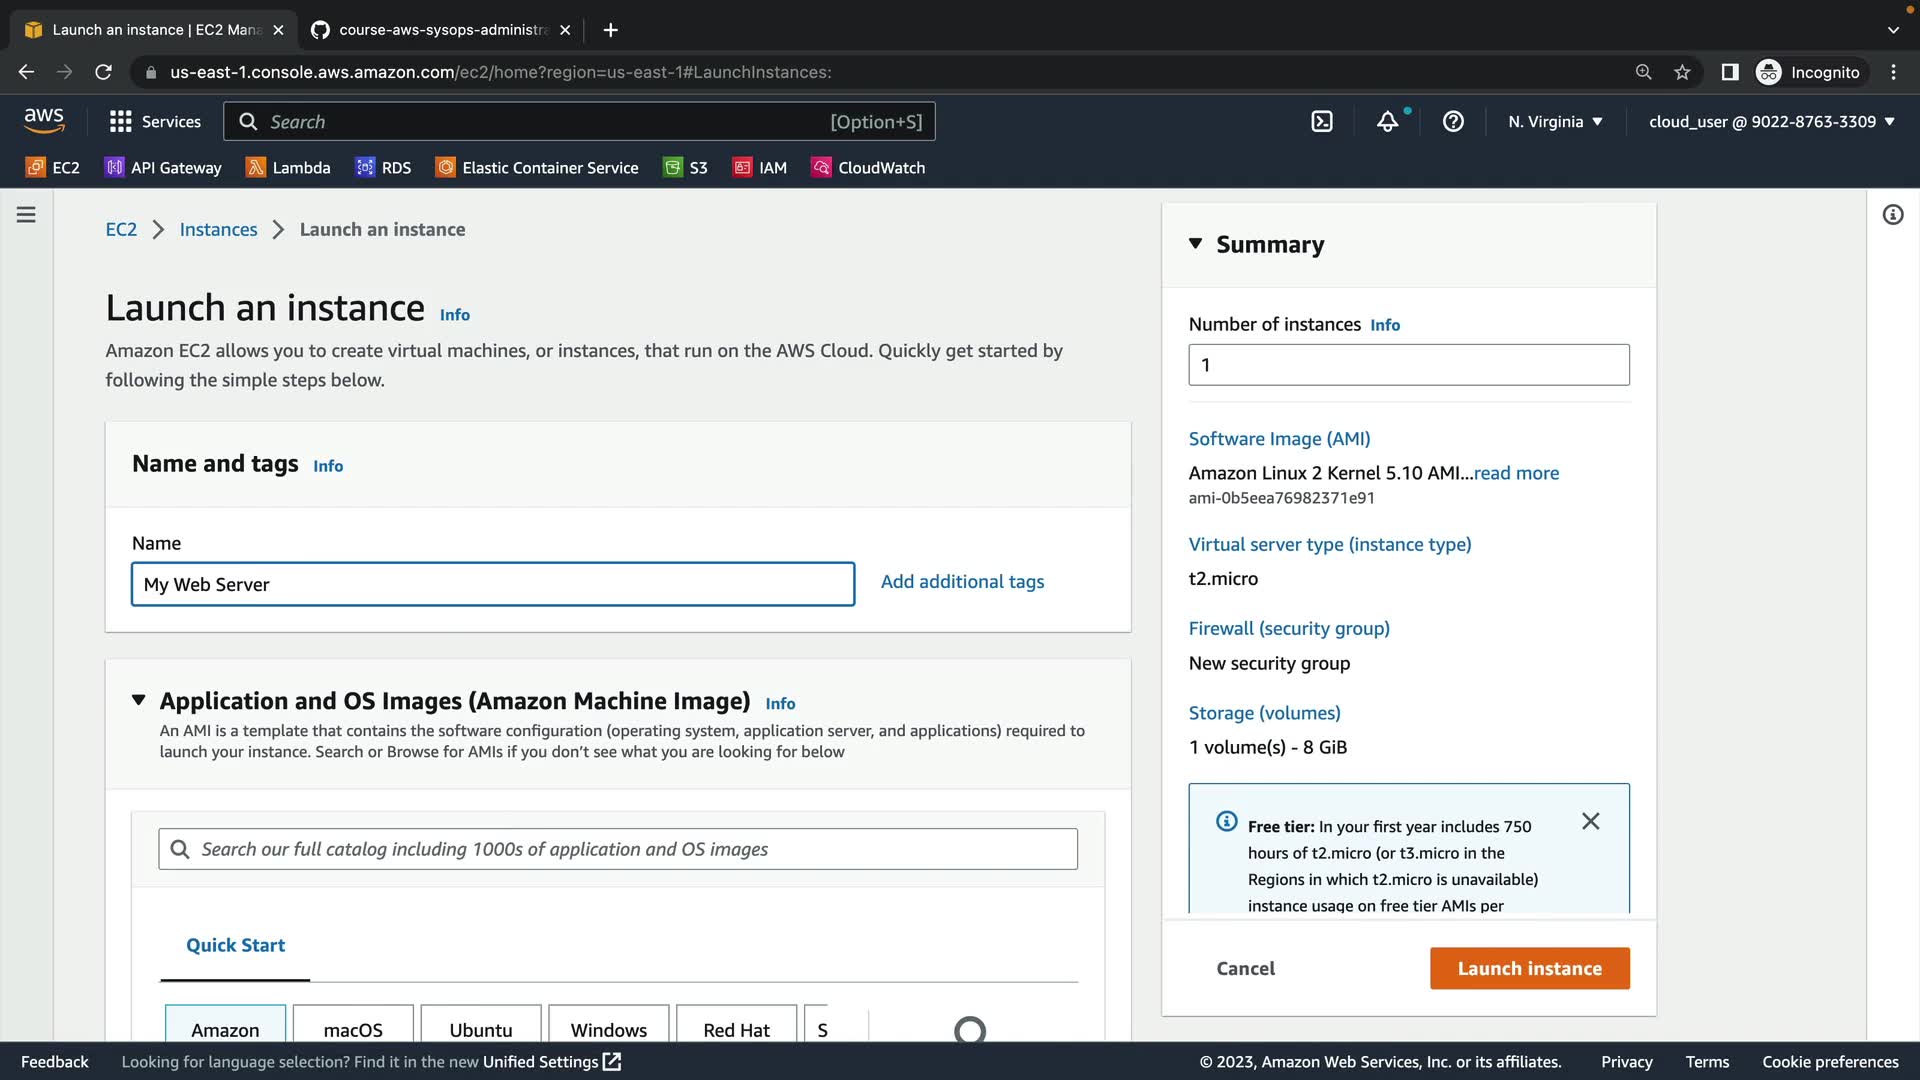 Launch an instance | EC2 Mana
course-aws-sysops-administra
us-east-1.console.aws.amazon.com/ec2/home?region=us-east-1#LaunchInstances:
Incognito
aws
Services
Search
[Option+S]
N. Virginia
cloud_user @ 9022-8763-3309
EC2
API Gateway
Lambda
RDS
Elastic Container Service
S3
IAM
CloudWatch
EC2 > Instances > Launch an instance
Launch an instance Info
Amazon EC2 allows you to create virtual machines, or instances, that run on the AWS Cloud. Quickly get started by
following the simple steps below.
Name and tags Info
Name
My Web Server
Add additional tags
Application and OS Images (Amazon Machine Image) Info
An AMI is a template that contains the software configuration (operating system, application server, and applications) required to
launch your instance. Search or Browse for AMIs if you don’t see what you are looking for below
Search our full catalog including 1000s of application and OS images
Quick Start
Amazon
macOS
Ubuntu
Windows
Red Hat
S
Summary
Number of instances Info
1
Software Image (AMI)
Amazon Linux 2 Kernel 5.10 AMI...read more
ami-0b5eea76982371e91
Virtual server type (instance type)
t2.micro
Firewall (security group)
New security group
Storage (volumes)
1 volume(s) - 8 GiB
Free tier: In your first year includes 750
hours of t2.micro (or t3.micro in the
Regions in which t2.micro is unavailable)
instance usage on free tier AMIs per
Cancel
Launch instance
Feedback
Looking for language selection? Find it in the new Unified Settings
© 2023, Amazon Web Services, Inc. or its affiliates.
Privacy
Terms
Cookie preferences